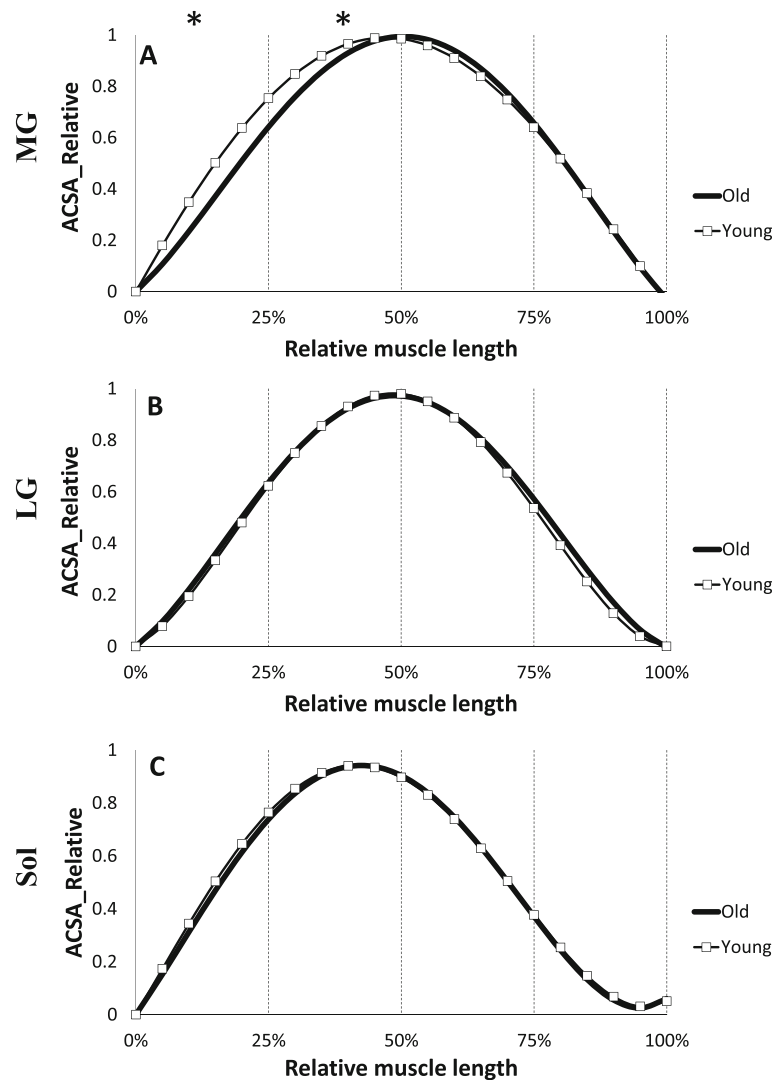 * *
MG
A
ACSA_Relative
1
0.8
0.6
0.4
0.2
0
0% 25% 50% 75% 100%
Relative muscle length
Old
Young
LG
B
ACSA_Relative
1
0.8
0.6
0.4
0.2
0
0% 25% 50% 75% 100%
Relative muscle length
Old
Young
Sol
C
ACSA_Relative
1
0.8
0.6
0.4
0.2
0
0% 25% 50% 75% 100%
Relative muscle length
Old
Young